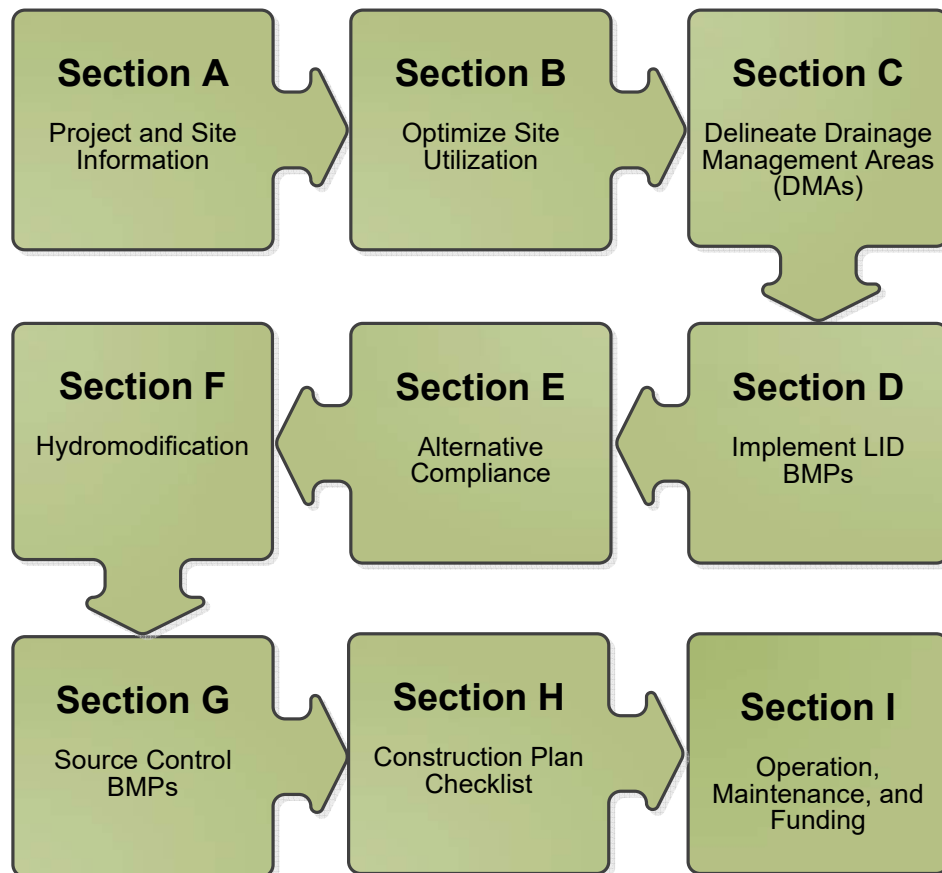 Section A
Project and Site
Information
Section B
Optimize Site
Utilization
Section C
Delineate Drainage
Management Areas
(DMAs)
Section D
Implement LID
BMPs
Section E
Alternative
Compliance
Section F
Hydromodification
Section G
Source Control
BMPs
Section H
Construction Plan
Checklist
Section I
Operation,
Maintenance, and
Funding